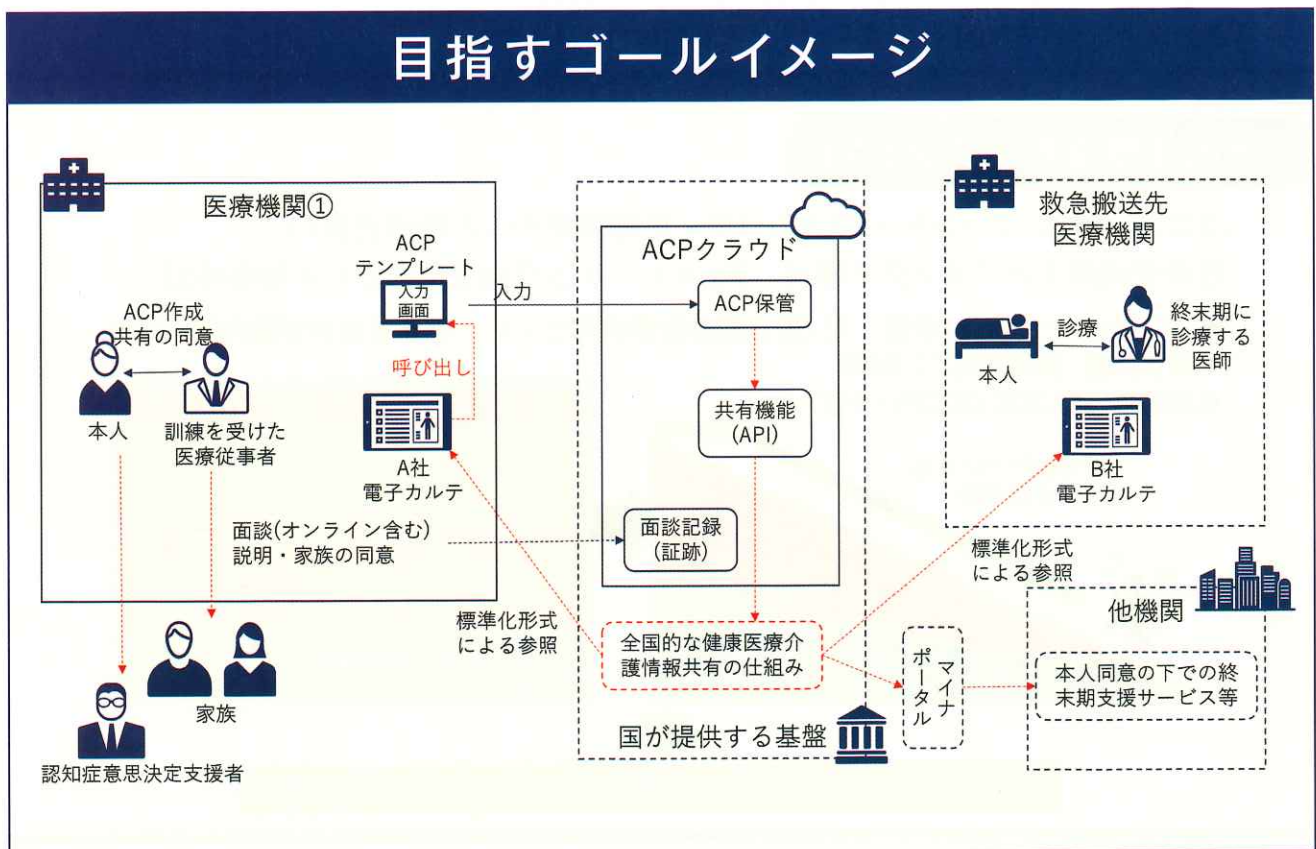 目指すゴールイメージ
医療機関①
ACP
テンプレート
入力
画面
入力
呼び出し
ACP作成
共有の同意
本人
訓練を受けた
医療従事者
A社
電子カルテ
面談(オンライン含む)
説明・家族の同意
家族
認知症意思決定支援者
ACPクラウド
ACP保管
共有機能
(API)
面談記録
(証跡)
標準化形式
による参照
全国的な健康医療介
護情報共有の仕組み
国が提供する基盤
マイナ
ポータル
救急搬送先
医療機関
診療
本人
終末期に
診療する
医師
B社
電子カルテ
標準化形式
による参照
他機関
本人同意の下での終
末期支援サービス等